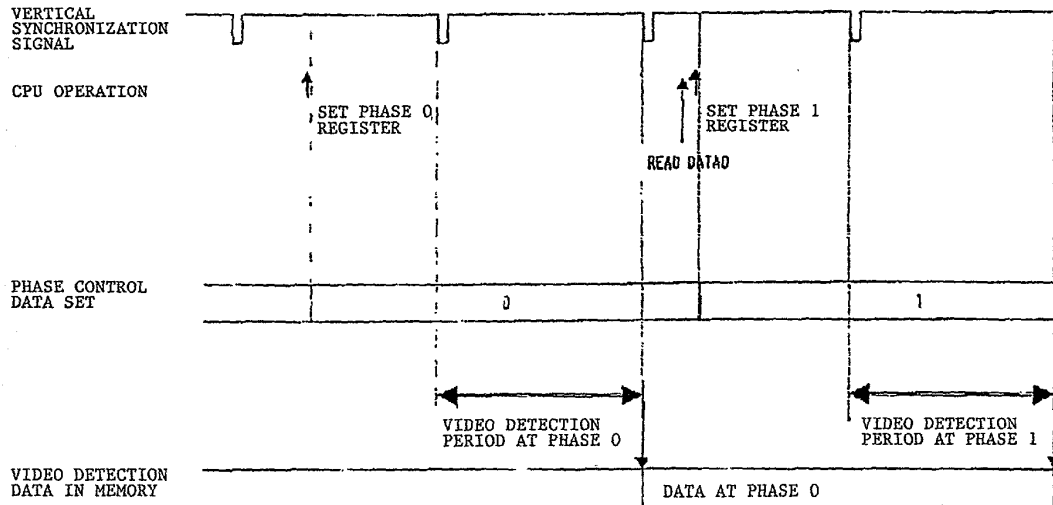 VERTICAL
SYNCHRONIZATION
SIGNAL
CPU OPERATION
SET PHASE 0
REGISTER
SET PHASE 1
REGISTER
READ DATAO
PHASE CONTROL
DATA SET
0
1
VIDEO DETECTION
PERIOD AT PHASE 0
VIDEO DETECTION
PERIOD AT PHASE 1
VIDEO DETECTION
DATA IN MEMORY
DATA AT PHASE 0